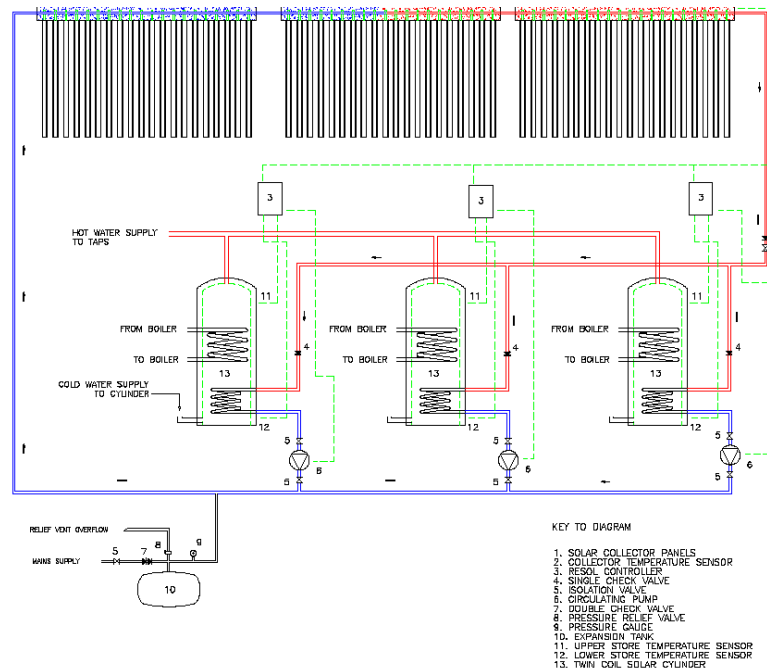 3
3
3
HOT WATER SUPPLY
TO TAPS
11
11
11
FROM BOILER
TO BOILER
FROM BOILER
TO BOILER
FROM BOILER
TO BOILER
4
4
4
13
13
13
COLD WATER SUPPLY
TO CYLINDER
12
12
12
5
5
5
6
6
6
5
5
5
RELIEF VENT OVERFLOW
8
9
MAINS SUPPLY
5
7
10
KEY TO DIAGRAM
1. SOLAR COLLECTOR PANELS
2. COLLECTOR TEMPERATURE SENSOR
3. RESOL CONTROLLER
4. SINGLE CHECK VALVE
5. ISOLATION VALVE
6. CIRCULATING PUMP
7. DOUBLE CHECK VALVE
8. PRESSURE RELIEF VALVE
9. PRESSURE GAUGE
10. EXPANSION TANK
11. UPPER STORE TEMPERATURE SENSOR
12. LOWER STORE TEMPERATURE SENSOR
13. TWIN COIL SOLAR CYLINDER